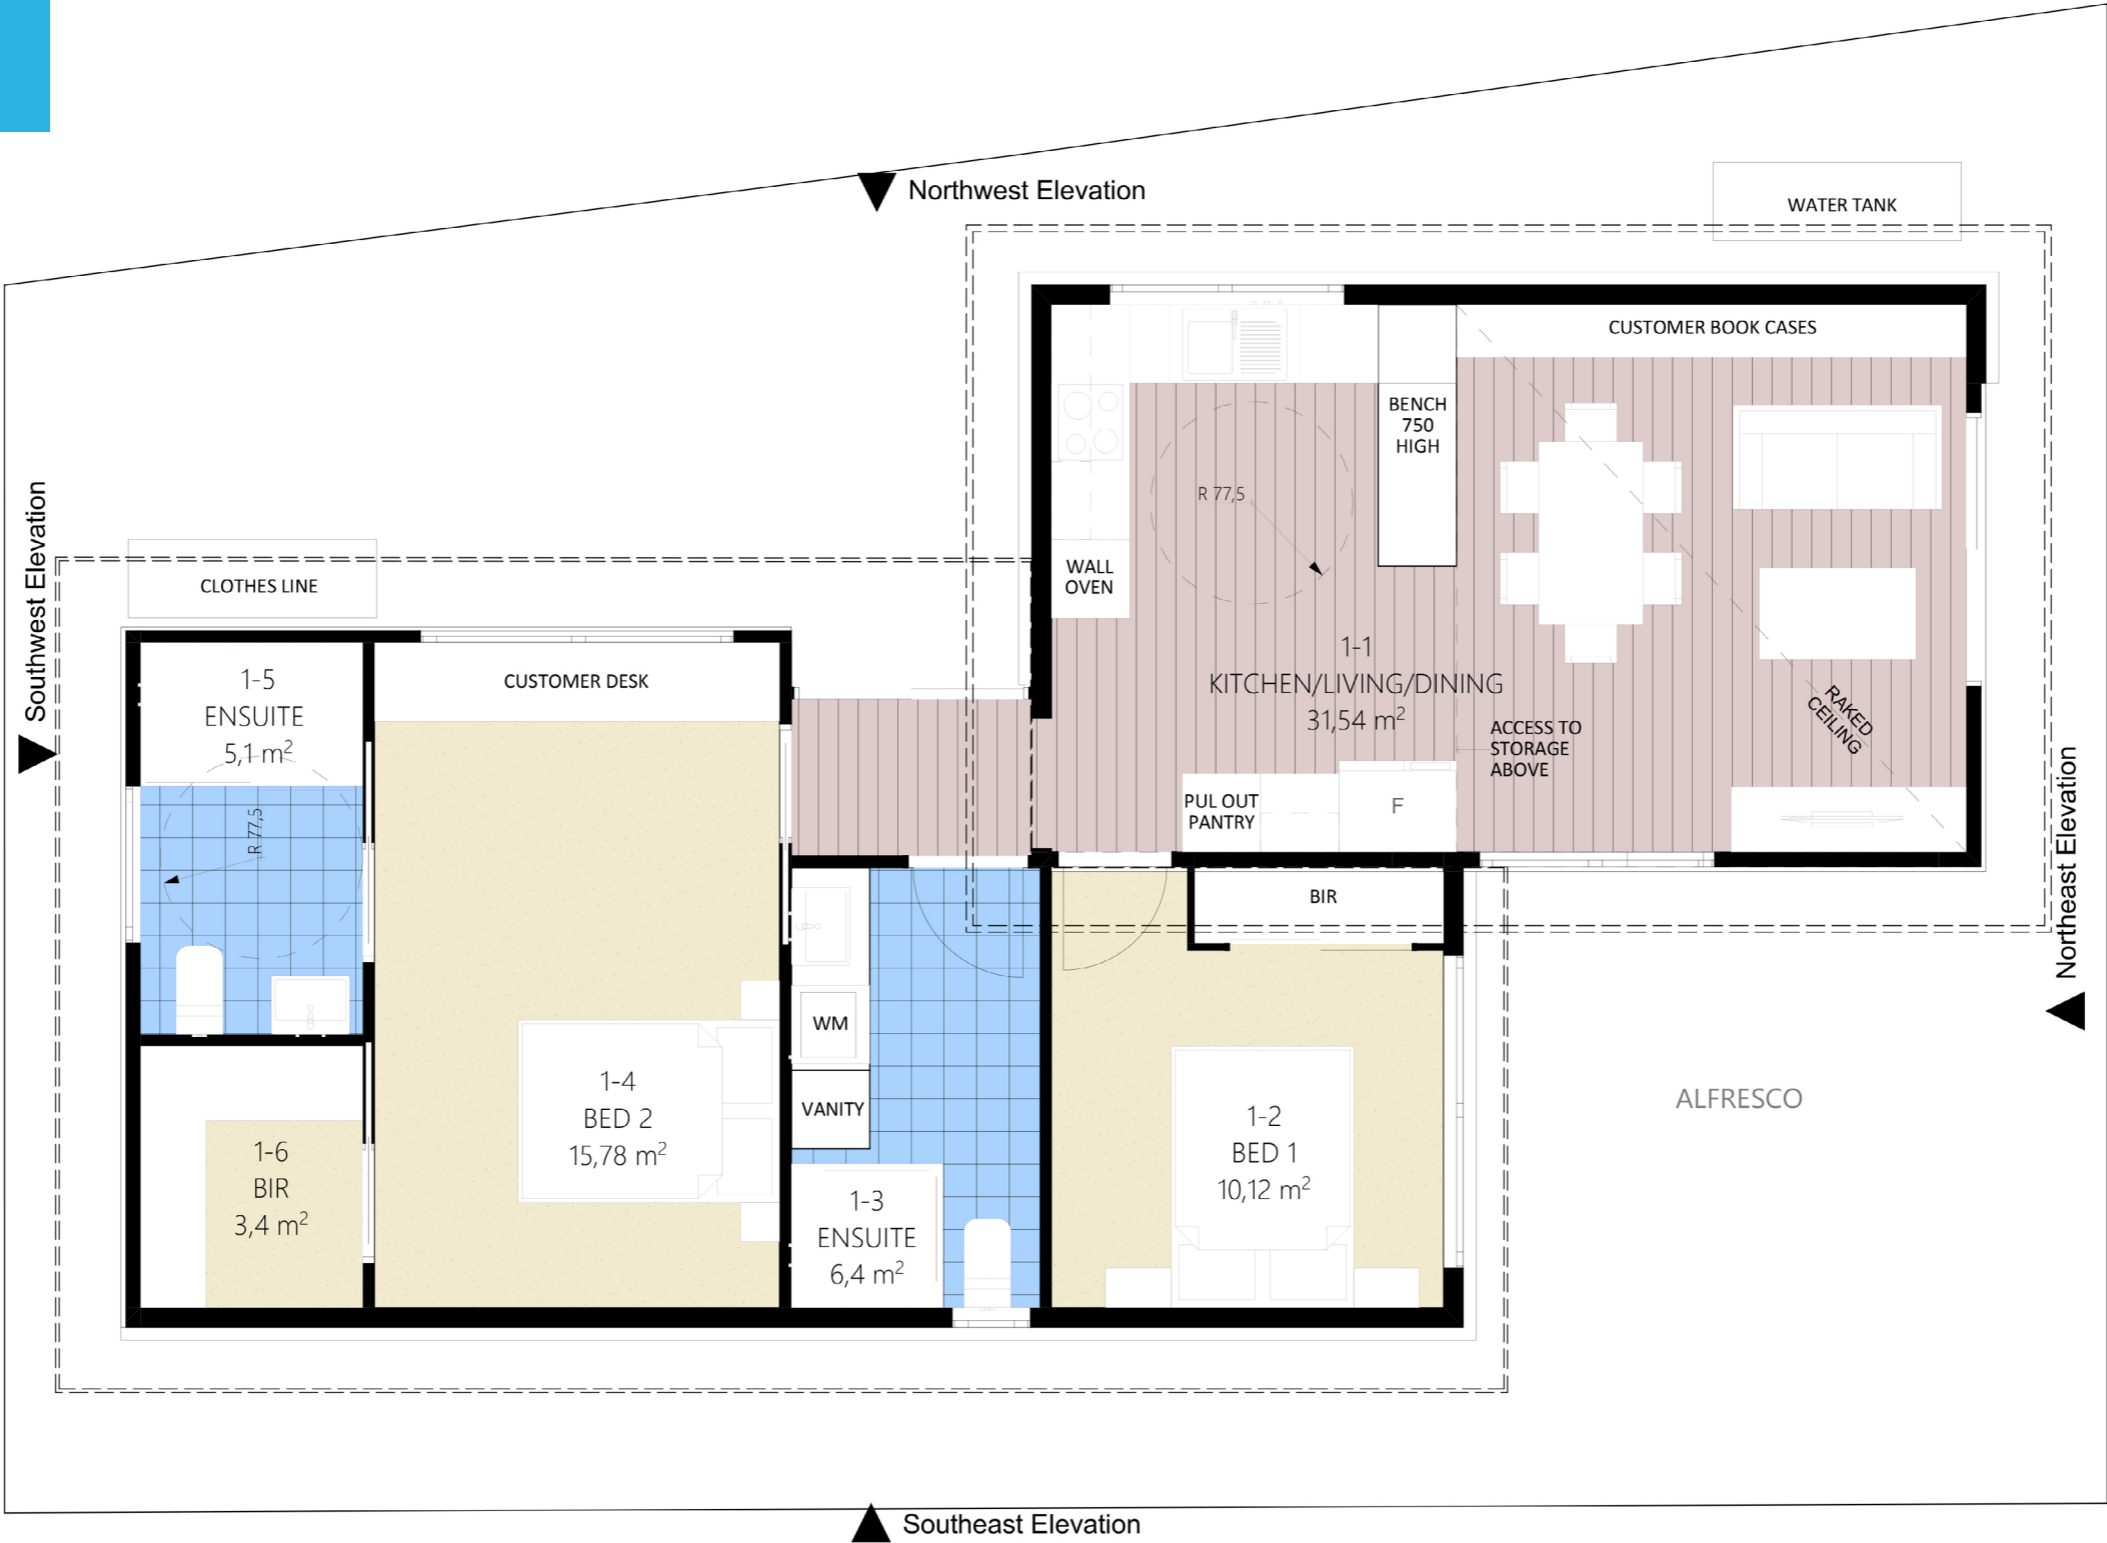 Northwest Elevation
WATER TANK
CUSTOMER BOOK CASES
BENCH
750
HIGH
R 77,5
WALL
OVEN
1-1
KITCHEN/LIVING/DINING
31,54 m²
ACCESS TO
STORAGE
ABOVE
RAKED
CEILING
PUL OUT
PANTRY
F
Southwest Elevation
CLOTHES LINE
1-5
ENSUITE
5,1 m²
R 77,5
CUSTOMER DESK
BIR
Northeast Elevation
WM
VANITY
1-4
BED 2
15,78 m²
1-2
BED 1
10,12 m²
ALFRESCO
1-6
BIR
3,4 m²
1-3
ENSUITE
6,4 m²
Southeast Elevation